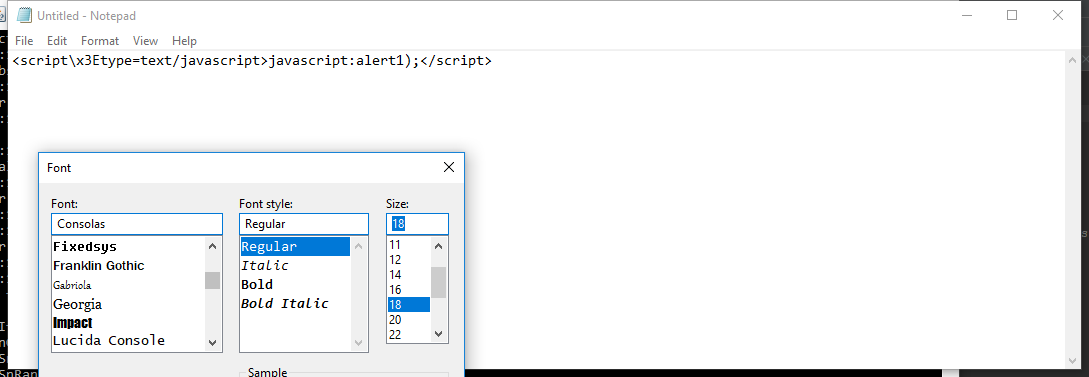 Untitled - Notepad
File Edit Format View Help
<script\x3Etype=text/javascript>javascript:alert1);</script>
Font
Font: Font style: Size:
Consolas Regular 18
Fixedsys Regular 11
Franklin Gothic Italic 12
Gabriola Bold 14
Georgia Bold Italic 16
Impact 18
Lucida Console 20
22
Sample